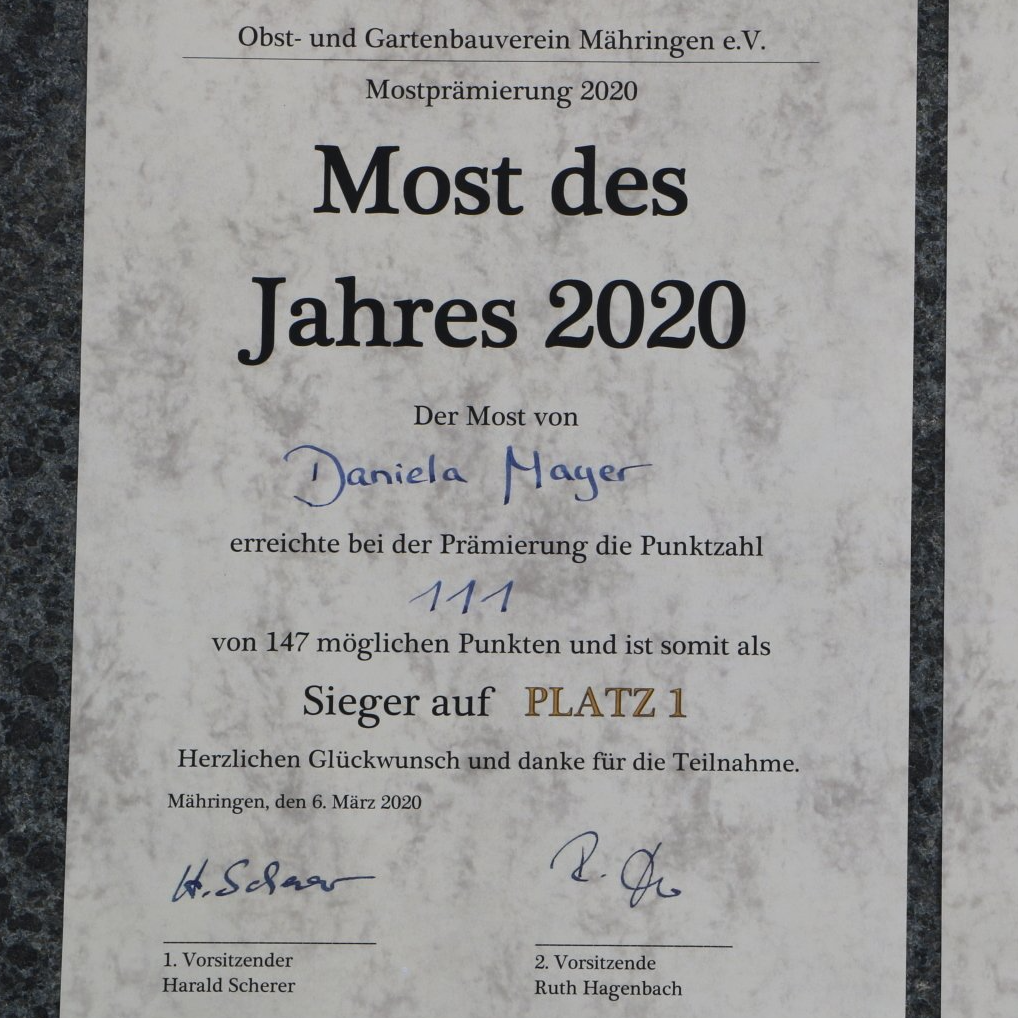 Obst- und Gartenbauverein Mähringen e.V.
Mostprämierung 2020
Most des
Jahres 2020
Der Most von
Daniela Mayer
erreichte bei der Prämierung die Punktzahl
111
von 147 möglichen Punkten und ist somit als
Sieger auf PLATZ 1
Herzlichen Glückwunsch und danke für die Teilnahme.
Mähringen, den 6. März 2020
H. Scherer
1. Vorsitzender
Harald Scherer
2. Vorsitzende
Ruth Hagenbach